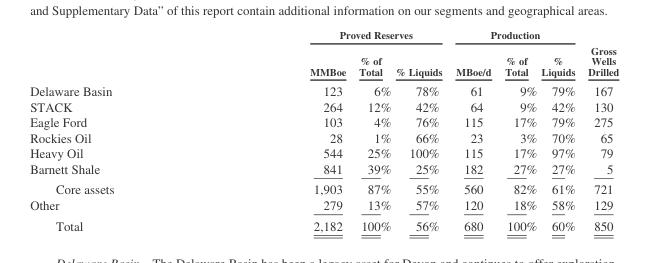 and Supplementary Data” of this report contain additional information on our segments and geographical areas.
Proved Reserves Production
MMBoe % of Total % Liquids MBoe/d % of Total % Liquids Gross Wells Drilled
Delaware Basin 123 6% 78% 61 9% 79% 167
STACK 264 12% 42% 64 9% 42% 130
Eagle Ford 103 4% 76% 115 17% 79% 275
Rockies Oil 28 1% 66% 23 3% 70% 65
Heavy Oil 544 25% 100% 115 17% 97% 79
Barnett Shale 841 39% 25% 182 27% 27% 5
Core assets 1,903 87% 55% 560 82% 61% 721
Other 279 13% 57% 120 18% 58% 129
Total 2,182 100% 56% 680 100% 60% 850
Delaware Basin – The Delaware Basin has been a legacy asset for Devon and continues to offer exploration